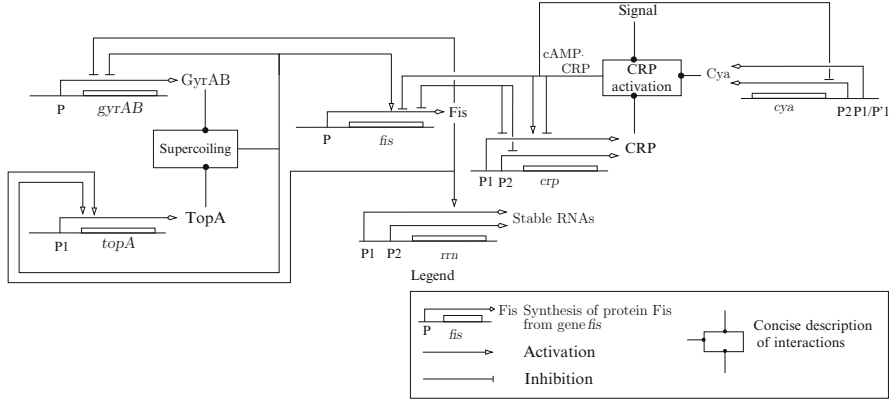 Signal
cAMP·
CRP
CRP
activation
Cya
GyrAB
P
gyrAB
Fis
P
fis
cya
P2 P1/P'1
Supercoiling
CRP
P1 P2
crp
TopA
P1
topA
Stable RNAs
P1 P2
rrn
Legend
Fis Synthesis of protein Fis
from gene fis
P
fis
Activation
Inhibition
Concise description
of interactions